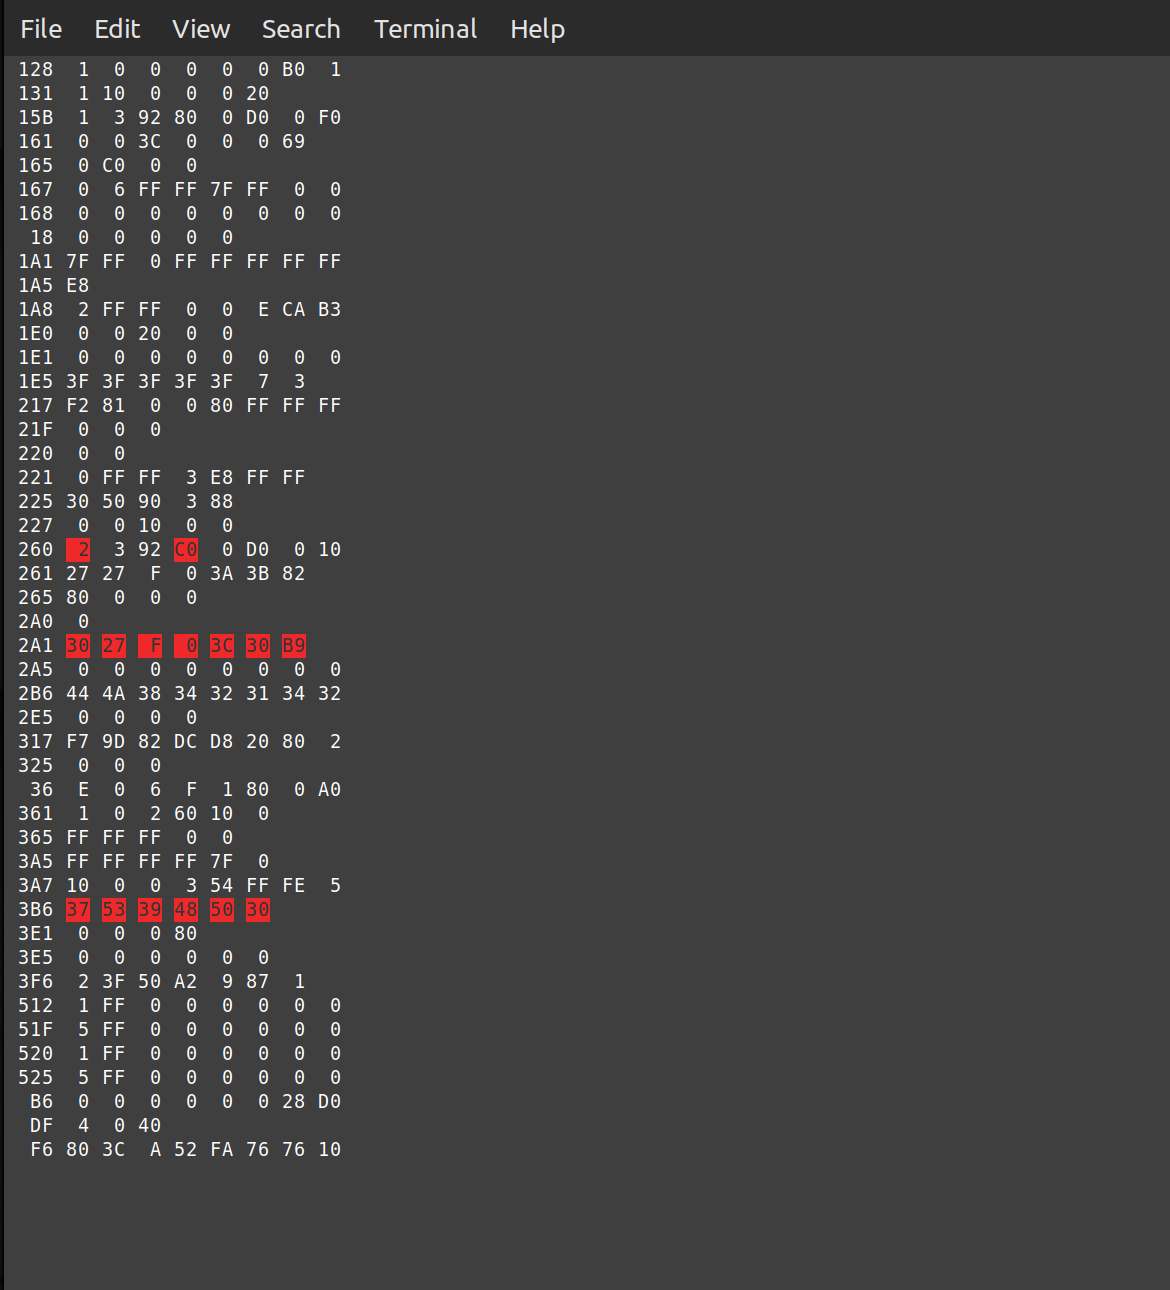 File Edit View Search Terminal Help
128 1 0 0 0 0 0 B0 1
131 1 10 0 0 0 20
15B 1 3 92 80 0 D0 0 F0
161 0 0 3C 0 0 0 69
165 0 C0 0 0
167 0 6 FF FF 7F FF 0 0
168 0 0 0 0 0 0 0 0
18 0 0 0 0 0
1A1 7F FF 0 FF FF FF FF FF
1A5 E8
1A8 2 FF FF 0 0 E CA B3
1E0 0 0 20 0 0
1E1 0 0 0 0 0 0 0 0
1E5 3F 3F 3F 3F 3F 7 3
217 F2 81 0 0 80 FF FF FF
21F 0 0 0
220 0 0
221 0 FF FF 3 E8 FF FF
225 30 50 90 3 88
227 0 0 10 0 0
260 2 3 92 C0 0 D0 0 10
261 27 27 F 0 3A 3B 82
265 80 0 0 0
2A0 0
2A1 30 27 F 0 3C 30 B9
2A5 0 0 0 0 0 0 0 0
2B6 44 4A 38 34 32 31 34 32
2E5 0 0 0 0
317 F7 9D 82 DC D8 20 80 2
325 0 0 0
36 E 0 6 F 1 80 0 A0
361 1 0 2 60 10 0
365 FF FF FF 0 0
3A5 FF FF FF FF 7F 0
3A7 10 0 0 3 54 FF FE 5
3B6 37 53 39 48 50 30
3E1 0 0 0 80
3E5 0 0 0 0 0 0
3F6 2 3F 50 A2 9 87 1
512 1 FF 0 0 0 0 0 0
51F 5 FF 0 0 0 0 0 0
520 1 FF 0 0 0 0 0 0
525 5 FF 0 0 0 0 0 0
B6 0 0 0 0 0 0 28 D0
DF 4 0 40
F6 80 3C A 52 FA 76 76 10